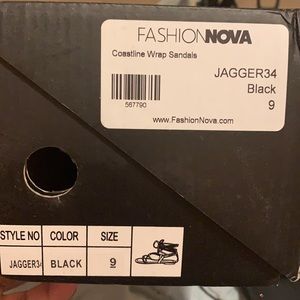 FASHIONNOVA
Coastline Wrap Sandals
JAGGER34
Black
9
567790
www.FashionNova.com
STYLE NO COLOR SIZE
JAGGER34 BLACK 9